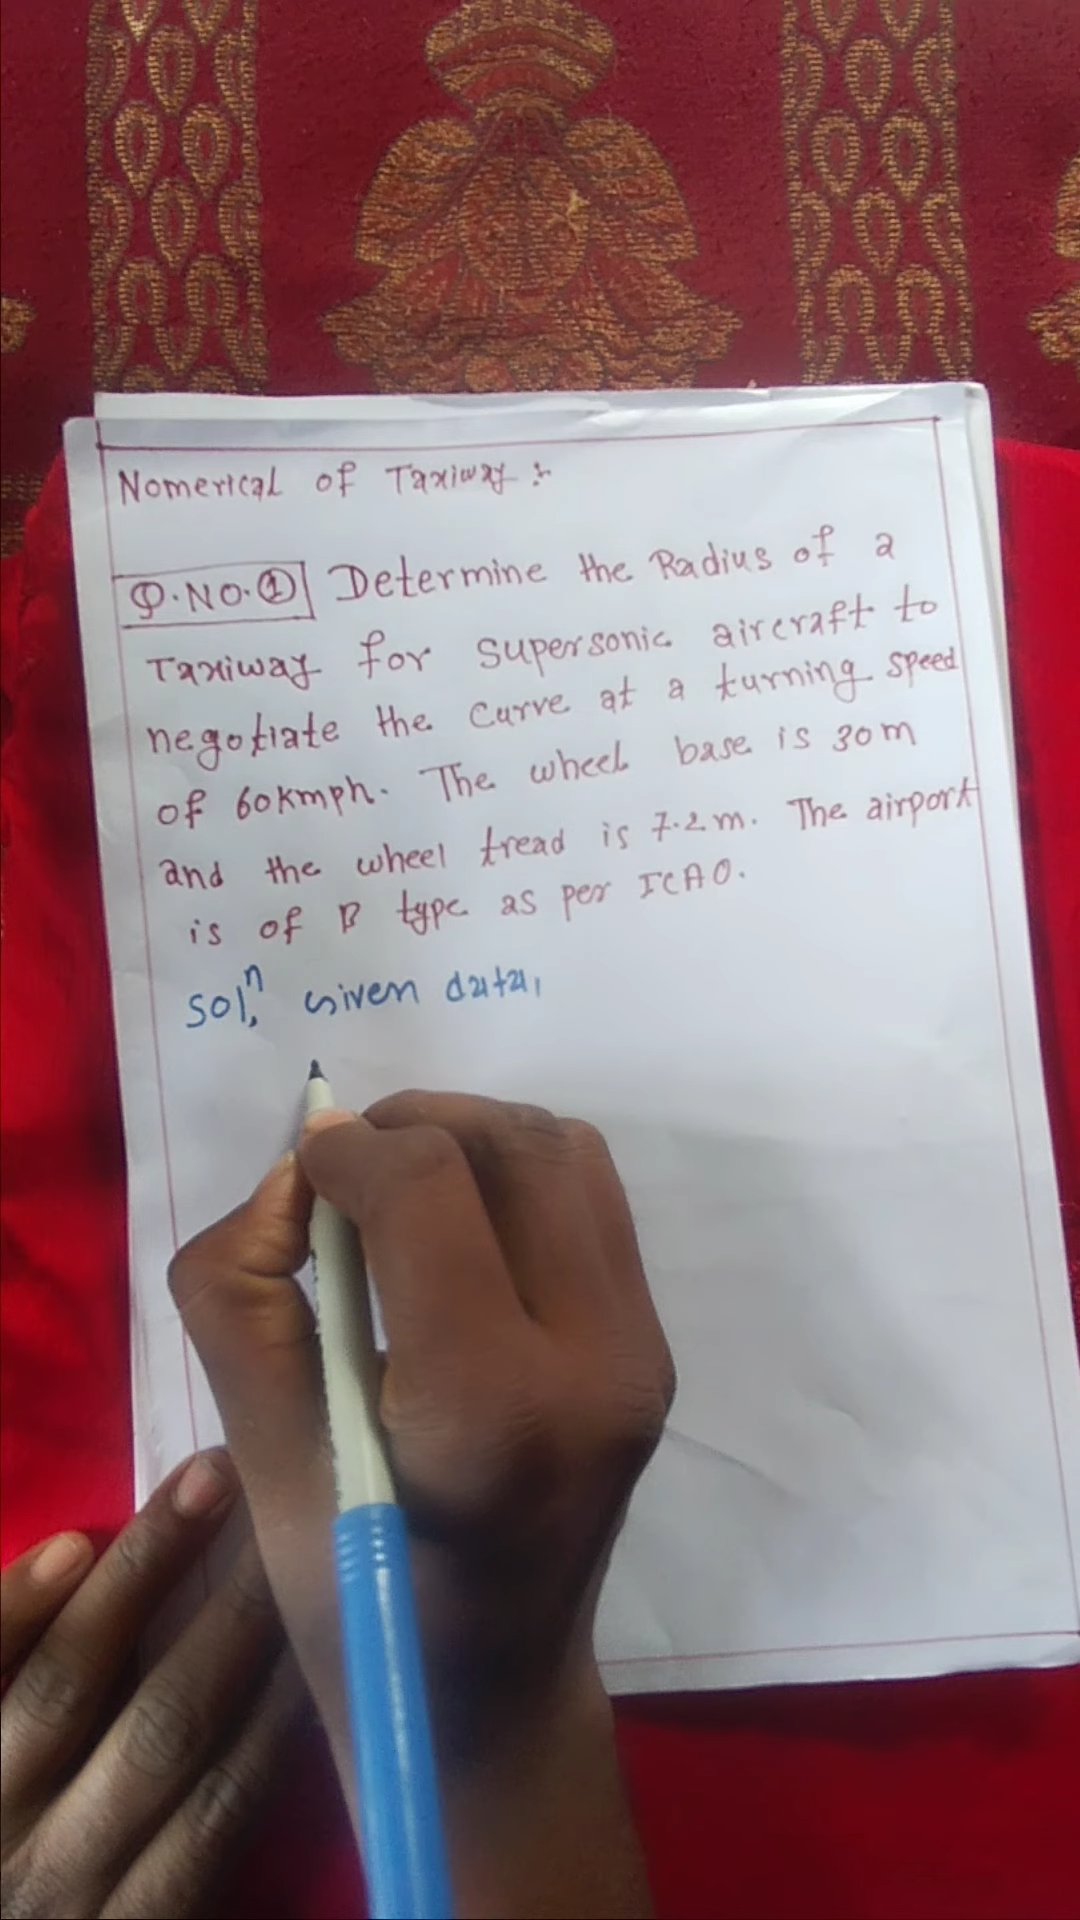 Nomerical of Taxiway :-
Q.NO.① Determine the Radius of a
Taxiway for supersonic aircraft to
negotiate the curve at a turning speed
of 60kmph. The wheel base is 30m
and the wheel tread is 7.2m. The airport
is of B type as per ICAO.
Solⁿ, Given data,